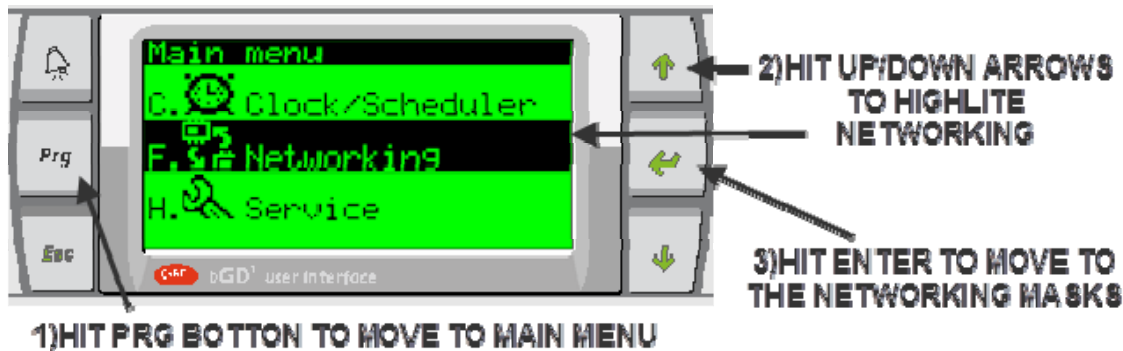 Main menu
C. Clock/Scheduler
F. Networking
H. Service
Prg
Esc
bGD¹ user interface
2)HIT UP/DOWN ARROWS
TO HIGHLITE
NETWORKING
3)HIT ENTER TO MOVE TO
THE NETWORKING MASKS
1)HIT PRG BOTTON TO MOVE TO MAIN MENU